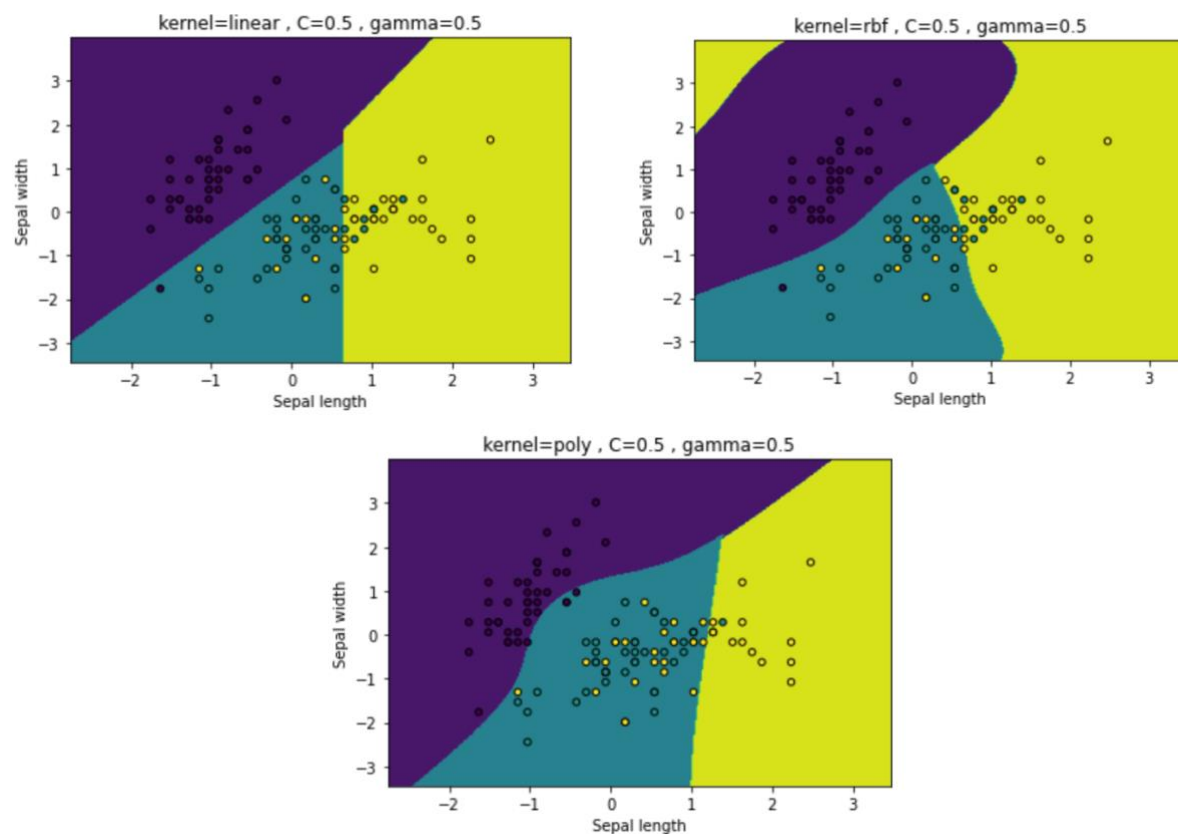 kernel=linear , C=0.5 , gamma=0.5
3
2
1
0
−1
−2
−3
Sepal width
−2 −1 0 1 2 3
Sepal length
kernel=rbf , C=0.5 , gamma=0.5
3
2
1
0
−1
−2
−3
Sepal width
−2 −1 0 1 2 3
Sepal length
kernel=poly , C=0.5 , gamma=0.5
3
2
1
0
−1
−2
−3
Sepal width
−2 −1 0 1 2 3
Sepal length